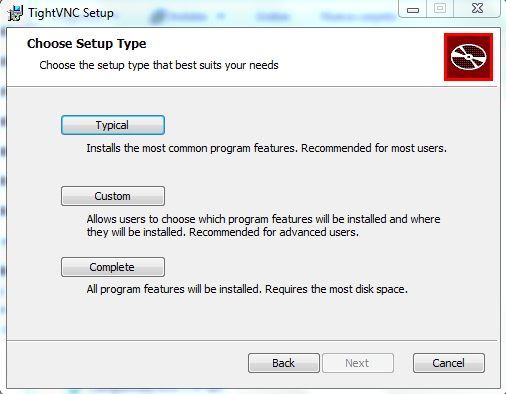 TightVNC Setup
Choose Setup Type
Choose the setup type that best suits your needs
Typical
Installs the most common program features. Recommended for most users.
Custom
Allows users to choose which program features will be installed and where
they will be installed. Recommended for advanced users.
Complete
All program features will be installed. Requires the most disk space.
Back
Next
Cancel